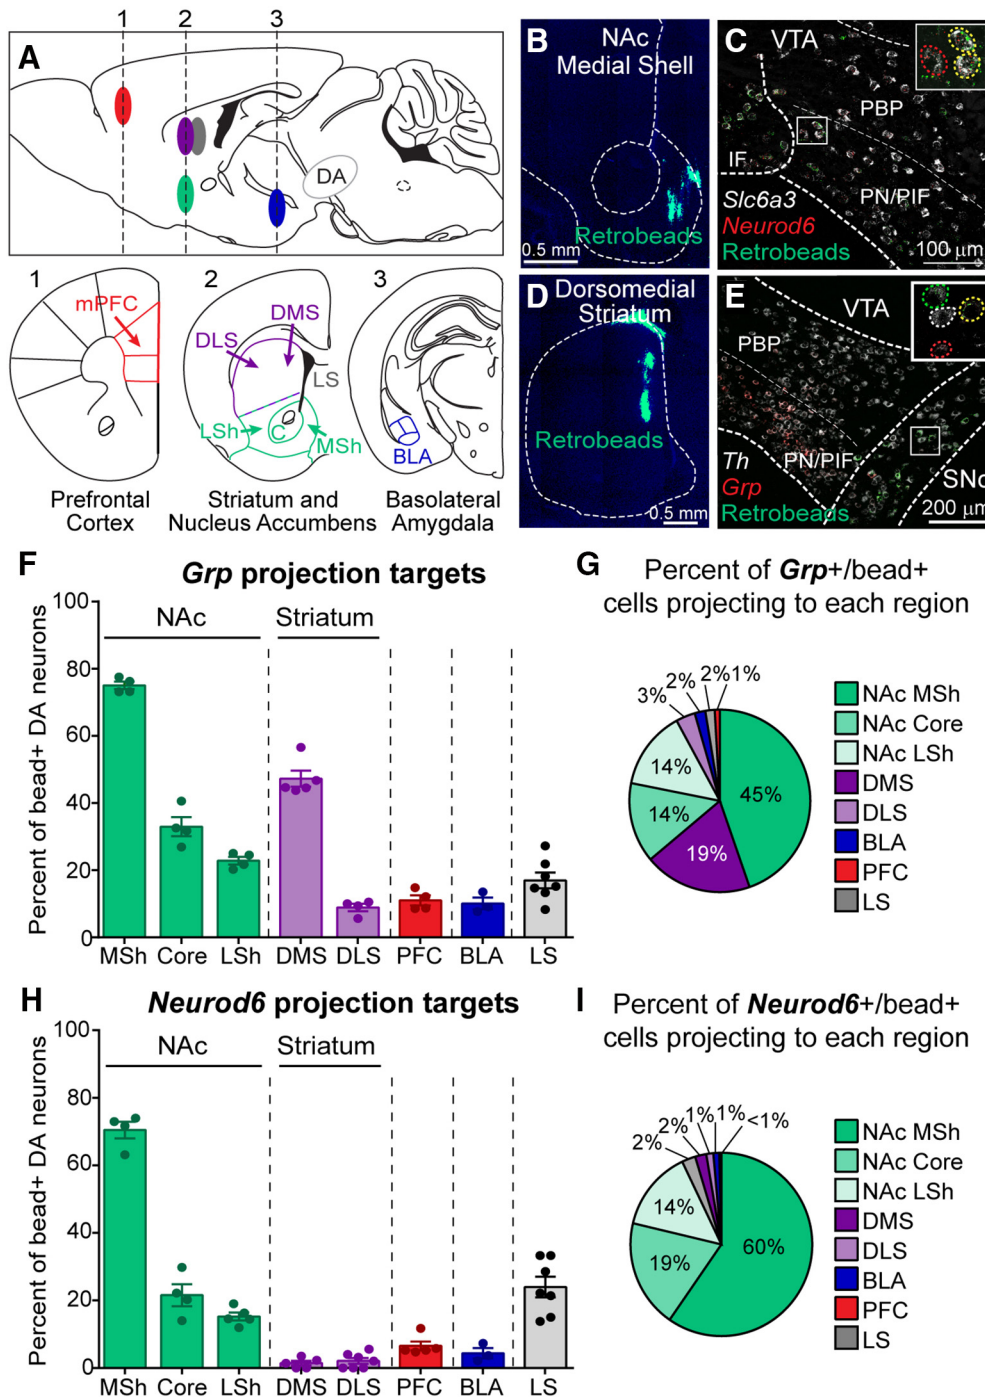 1 2 3
A
DA
1 2 3
mPFC
DMS
DLS
LS
LSh
C
MSh
BLA
Prefrontal
Cortex
Striatum and
Nucleus Accumbens
Basolateral
Amygdala
B
NAc
Medial Shell
Retrobeads
0.5 mm
C
VTA
PBP
IF
PN/PIF
Slc6a3
Neurod6
Retrobeads
100 µm
D
Dorsomedial
Striatum
Retrobeads
0.5 mm
E
VTA
PBP
PN/PIF
SNc
Th
Grp
Retrobeads
200 µm
F
Grp projection targets
NAc
Striatum
Percent of bead+ DA neurons
100
80
60
40
20
0
MSh Core LSh DMS DLS PFC BLA LS
G
Percent of Grp+/bead+
cells projecting to each region
3% 2% 2% 1%
14%
14%
19%
45%
NAc MSh
NAc Core
NAc LSh
DMS
DLS
BLA
PFC
LS
H
Neurod6 projection targets
NAc
Striatum
Percent of bead+ DA neurons
100
80
60
40
20
0
MSh Core LSh DMS DLS PFC BLA LS
I
Percent of Neurod6+/bead+
cells projecting to each region
2% 2% 1% 1% <1%
14%
19%
60%
NAc MSh
NAc Core
NAc LSh
DMS
DLS
BLA
PFC
LS